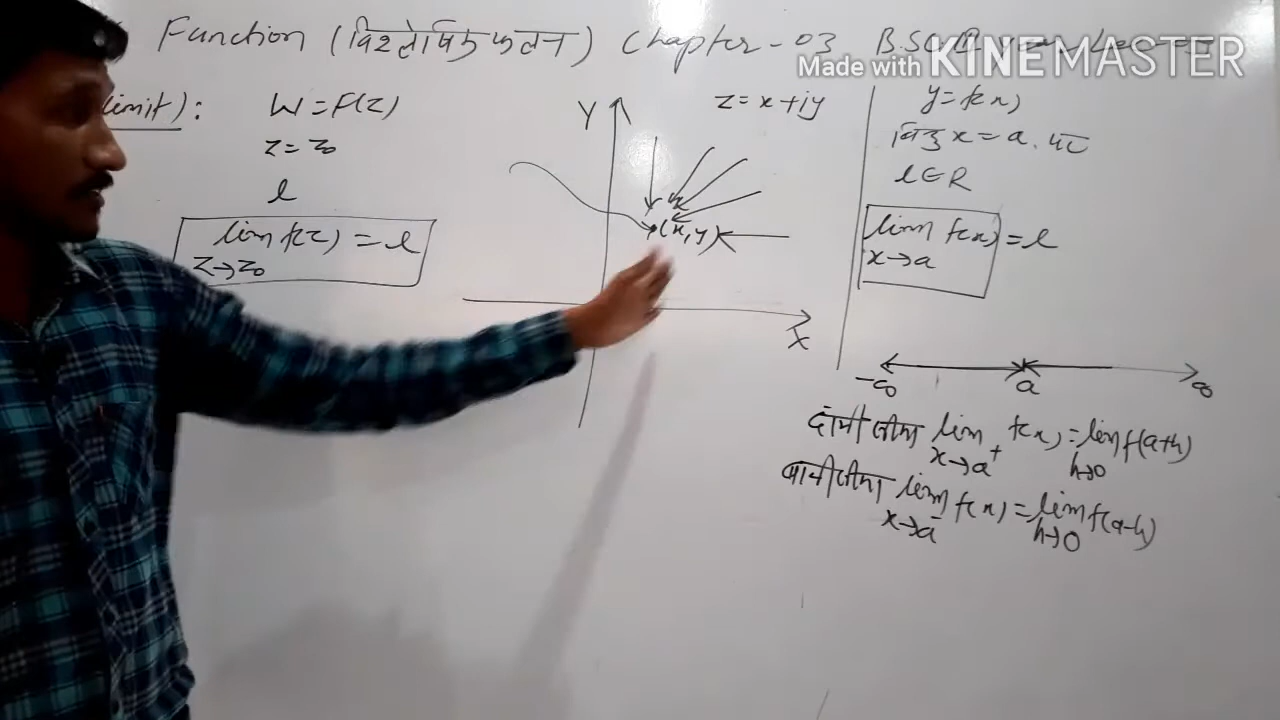 Function (विश्लेषिक फलन) Chapter-03 B.SC
Made with KINEMASTER
limit):
W = F(Z)
Z = Z₀
l
lim f(z) = l
Z→Z₀
Y
Z = x+iy
(x,y)
X
y = f(x)
बिन्दु x = a. पर
l ∈ R
lim f(x) = l
x→a
-∞ a ∞
दांयी सीमा lim f(x) = lim f(a+h)
x→a⁺ h→0
बायी सीमा lim f(x) = lim f(a-h)
x→a⁻ h→0